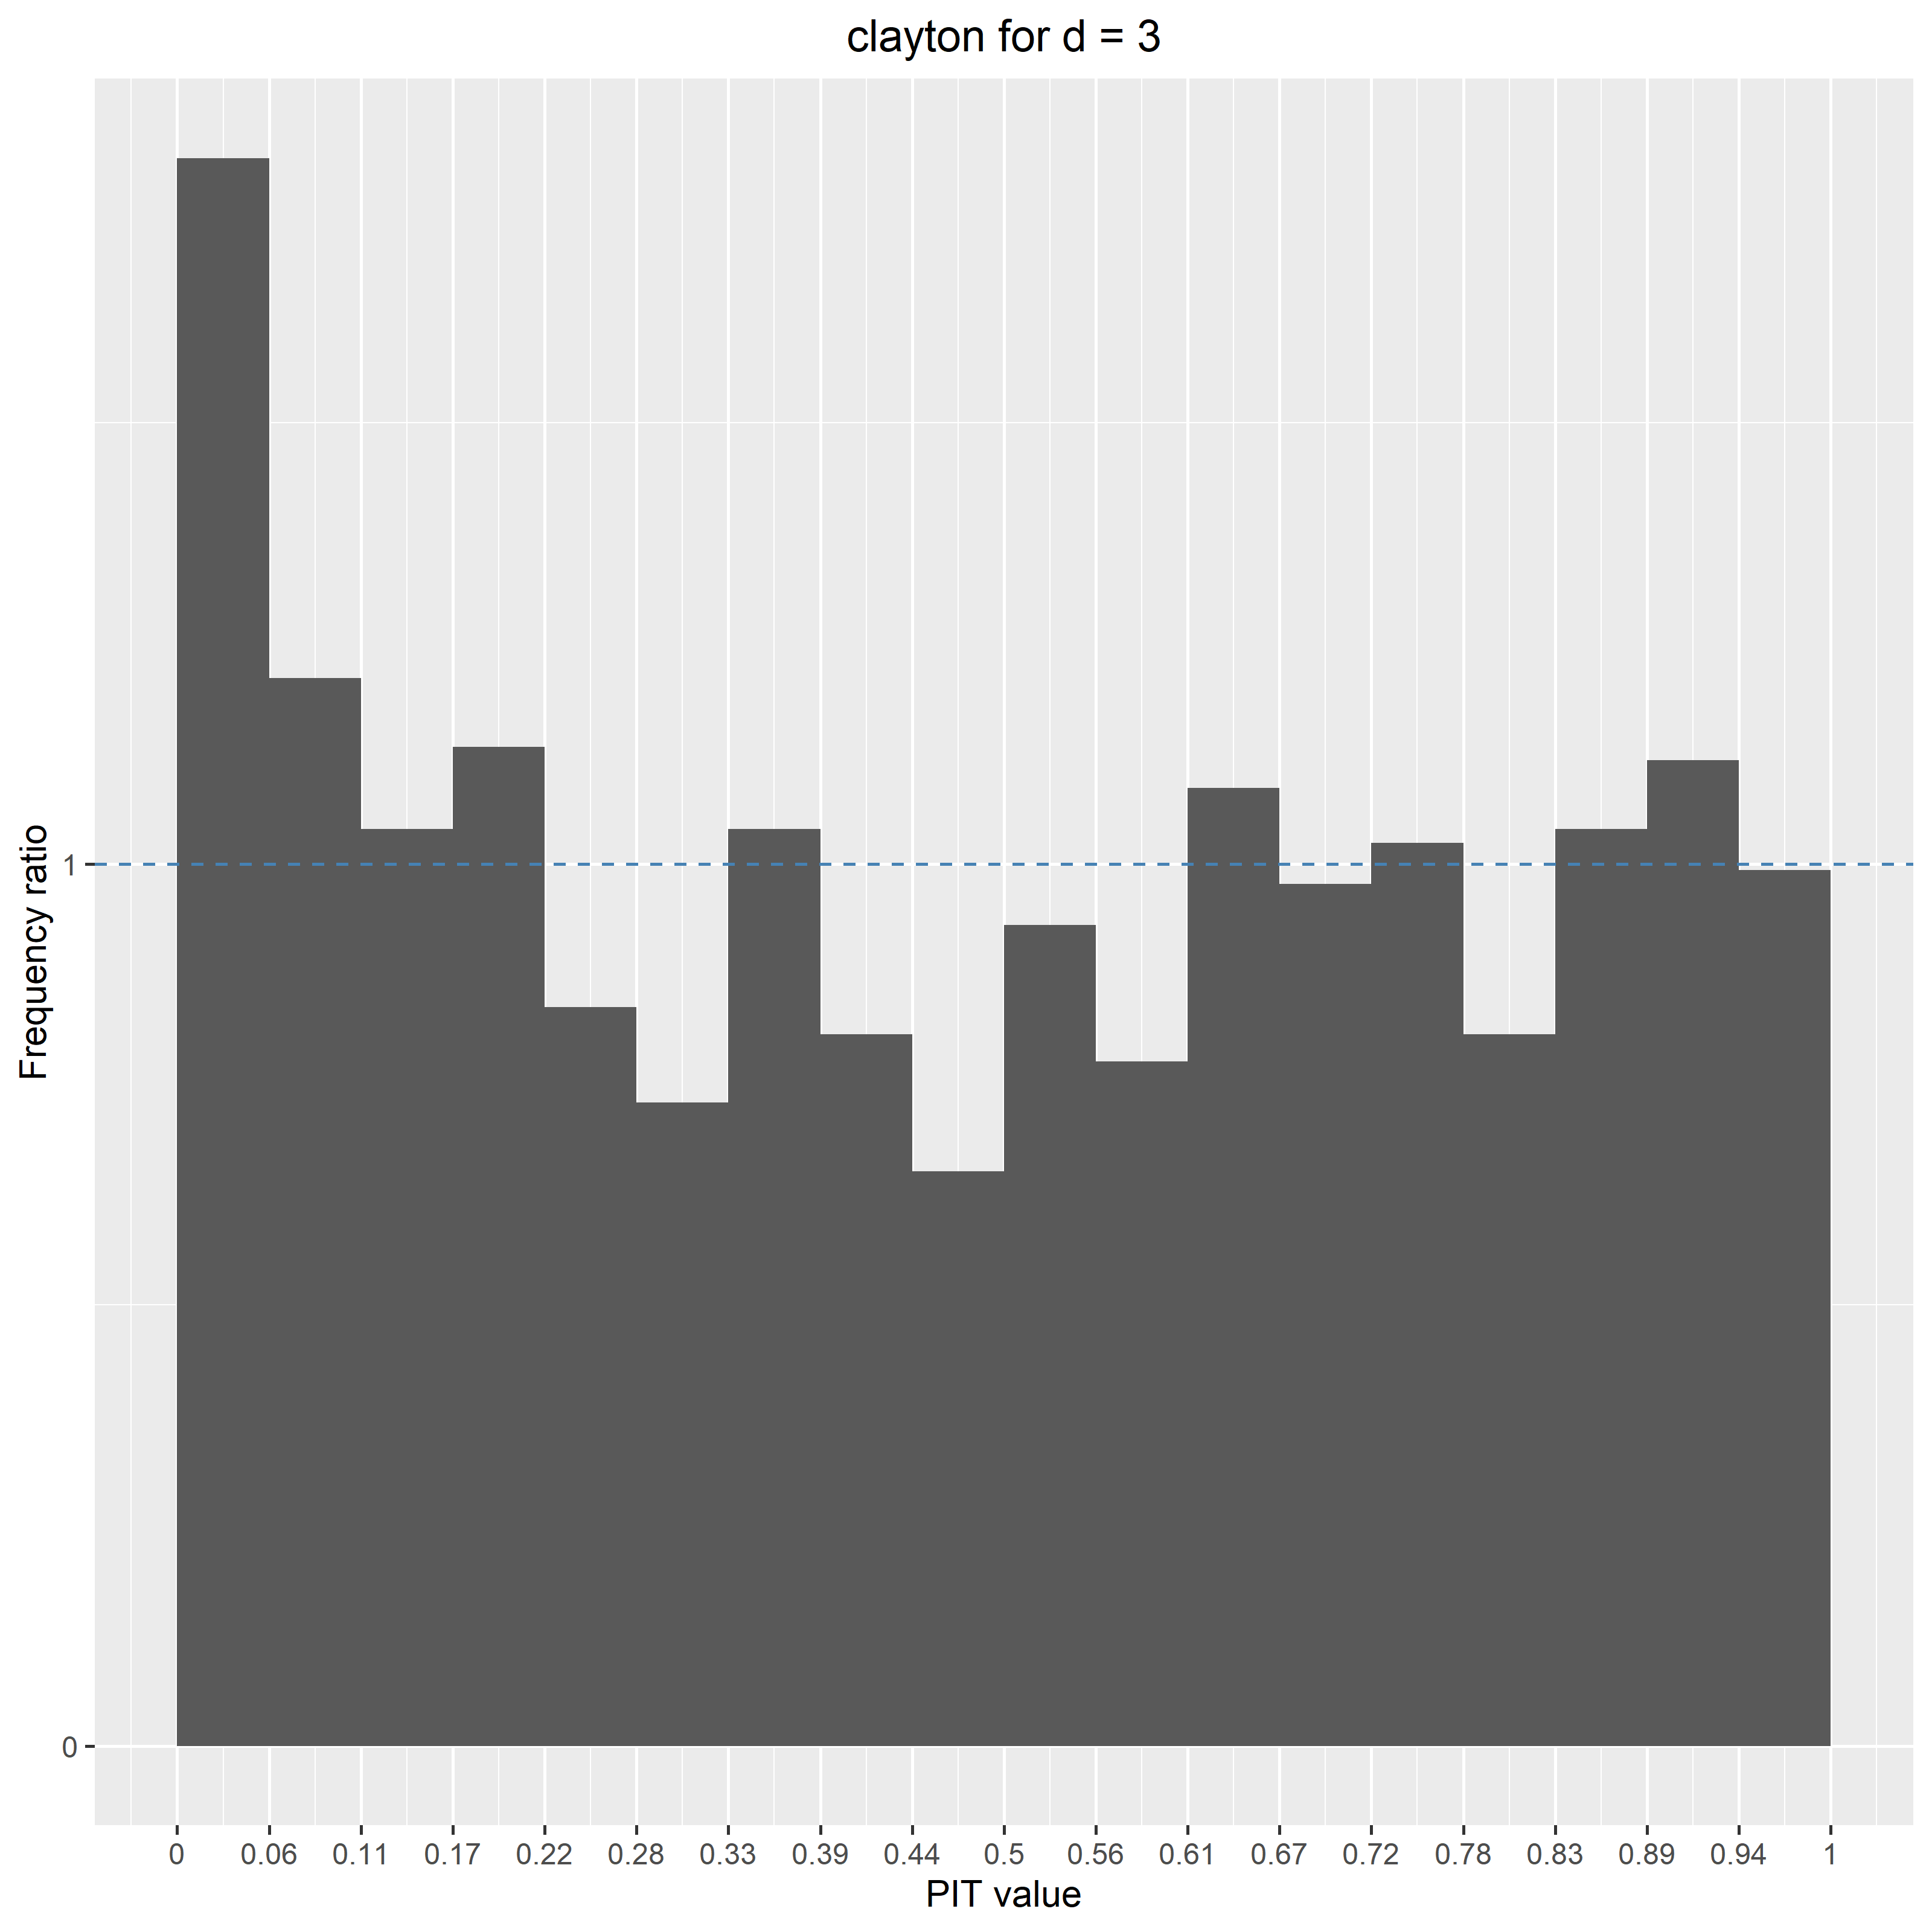 clayton for d = 3
Frequency ratio
1
0
0 0.06 0.11 0.17 0.22 0.28 0.33 0.39 0.44 0.5 0.56 0.61 0.67 0.72 0.78 0.83 0.89 0.94 1
PIT value